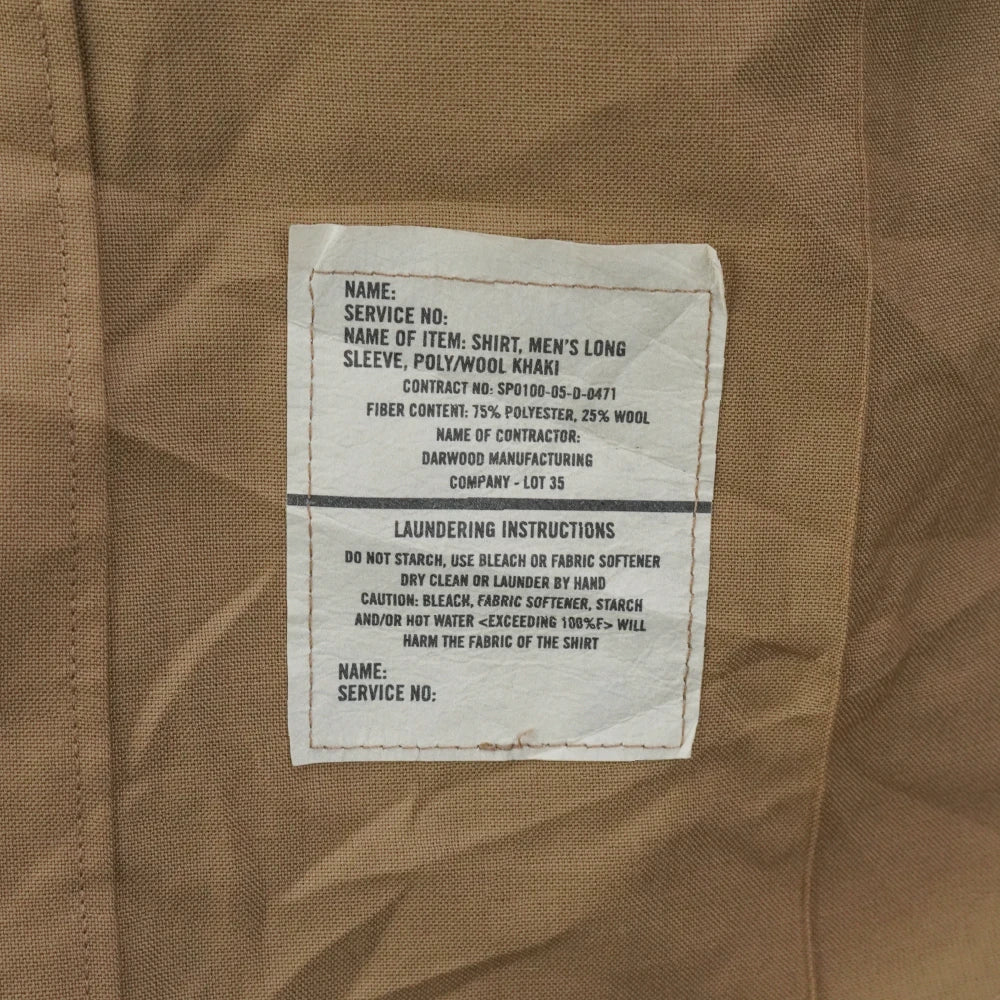 NAME:
SERVICE NO:
NAME OF ITEM: SHIRT, MEN'S LONG
SLEEVE, POLY/WOOL KHAKI
CONTRACT NO: SP0100-05-D-0471
FIBER CONTENT: 75% POLYESTER, 25% WOOL
NAME OF CONTRACTOR:
DARWOOD MANUFACTURING
COMPANY - LOT 35
LAUNDERING INSTRUCTIONS
DO NOT STARCH, USE BLEACH OR FABRIC SOFTENER
DRY CLEAN OR LAUNDER BY HAND
CAUTION: BLEACH, FABRIC SOFTENER, STARCH
AND/OR HOT WATER <EXCEEDING 100%F> WILL
HARM THE FABRIC OF THE SHIRT
NAME:
SERVICE NO: